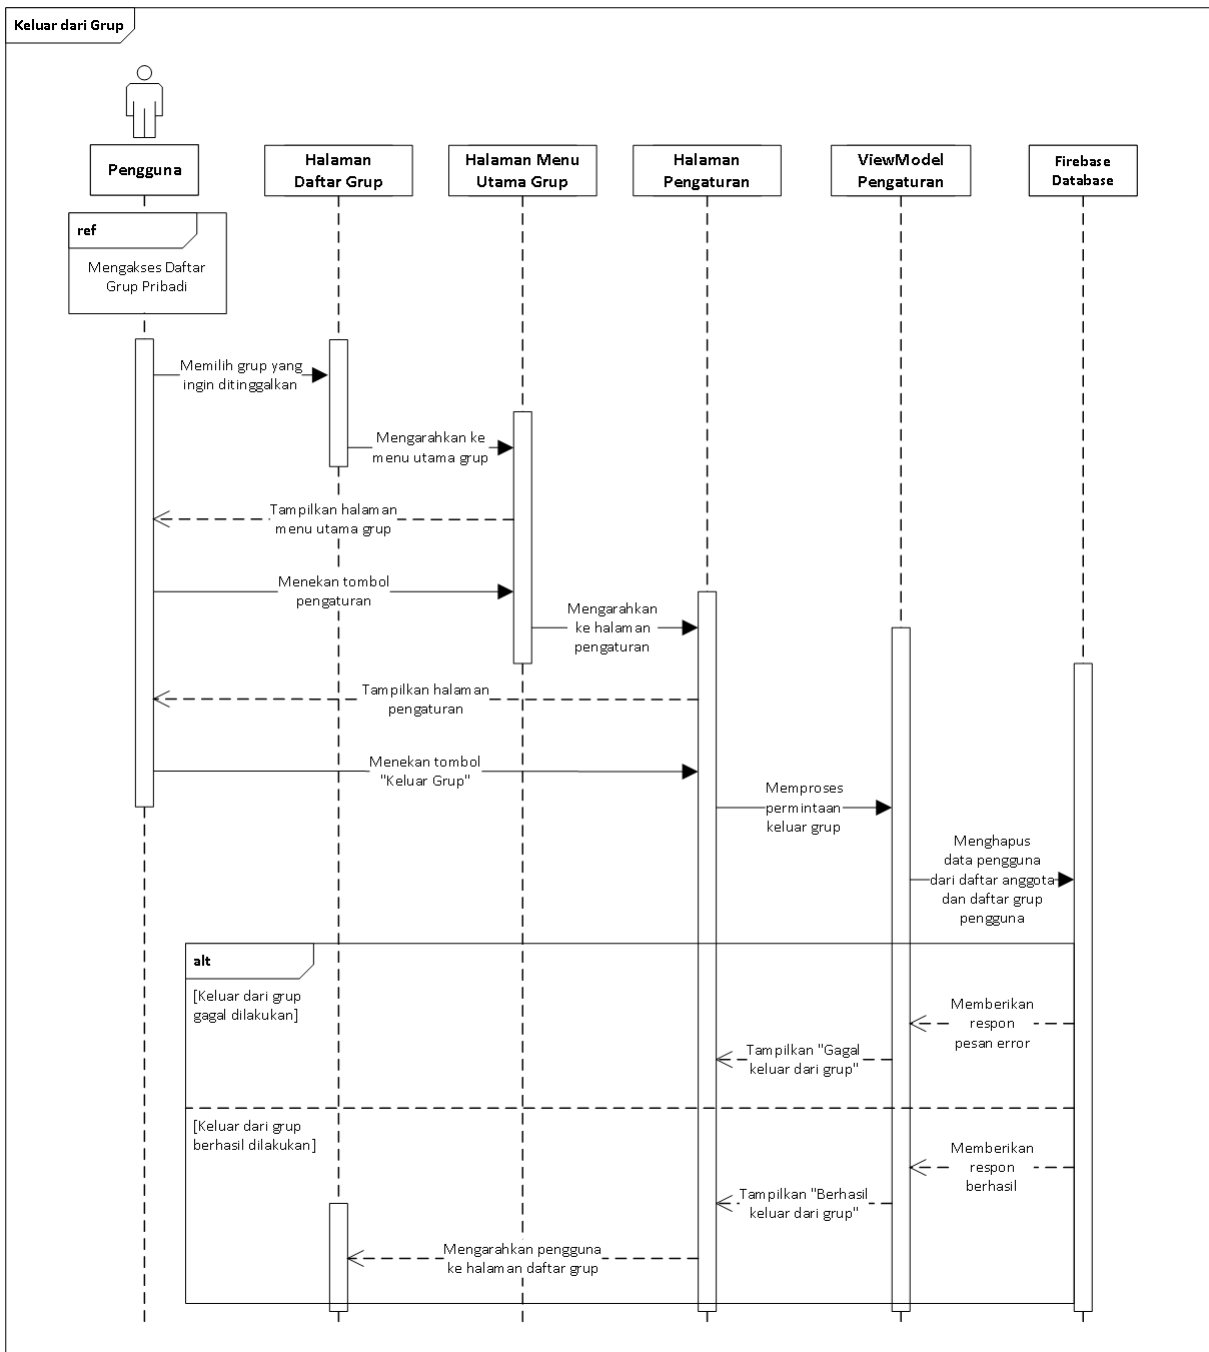 Keluar dari Grup
Pengguna
Halaman
Daftar Grup
Halaman Menu
Utama Grup
Halaman
Pengaturan
ViewModel
Pengaturan
Firebase
Database
ref
Mengakses Daftar
Grup Pribadi
Memilih grup yang
ingin ditinggalkan
Mengarahkan ke
menu utama grup
Tampilkan halaman
menu utama grup
Menekan tombol
pengaturan
Mengarahkan
ke halaman
pengaturan
Tampilkan halaman
pengaturan
Menekan tombol
"Keluar Grup"
Memproses
permintaan
keluar grup
Menghapus
data pengguna
dari daftar anggota
dan daftar grup
pengguna
alt
[Keluar dari grup
gagal dilakukan]
Memberikan
respon
pesan error
Tampilkan "Gagal
keluar dari grup"
[Keluar dari grup
berhasil dilakukan]
Memberikan
respon
berhasil
Tampilkan "Berhasil
keluar dari grup"
Mengarahkan pengguna
ke halaman daftar grup